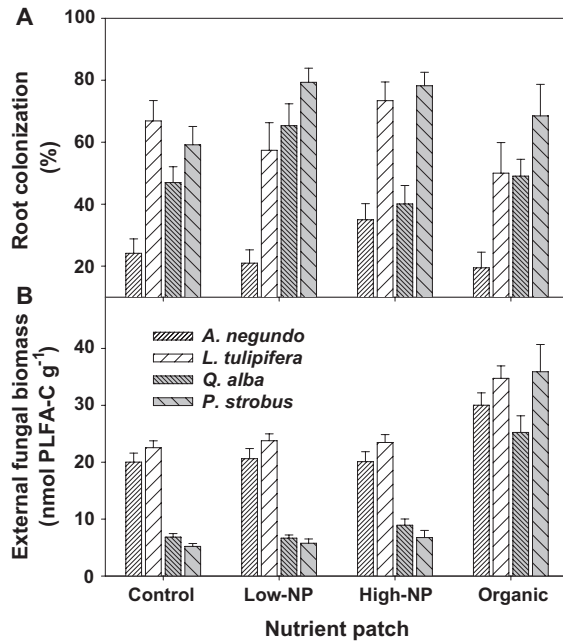 A
Root colonization
(%)
100
80
60
40
20
B
External fungal biomass
(nmol PLFA-C g-1)
40
30
20
10
0
A. negundo
L. tulipifera
Q. alba
P. strobus
Control Low-NP High-NP Organic
Nutrient patch